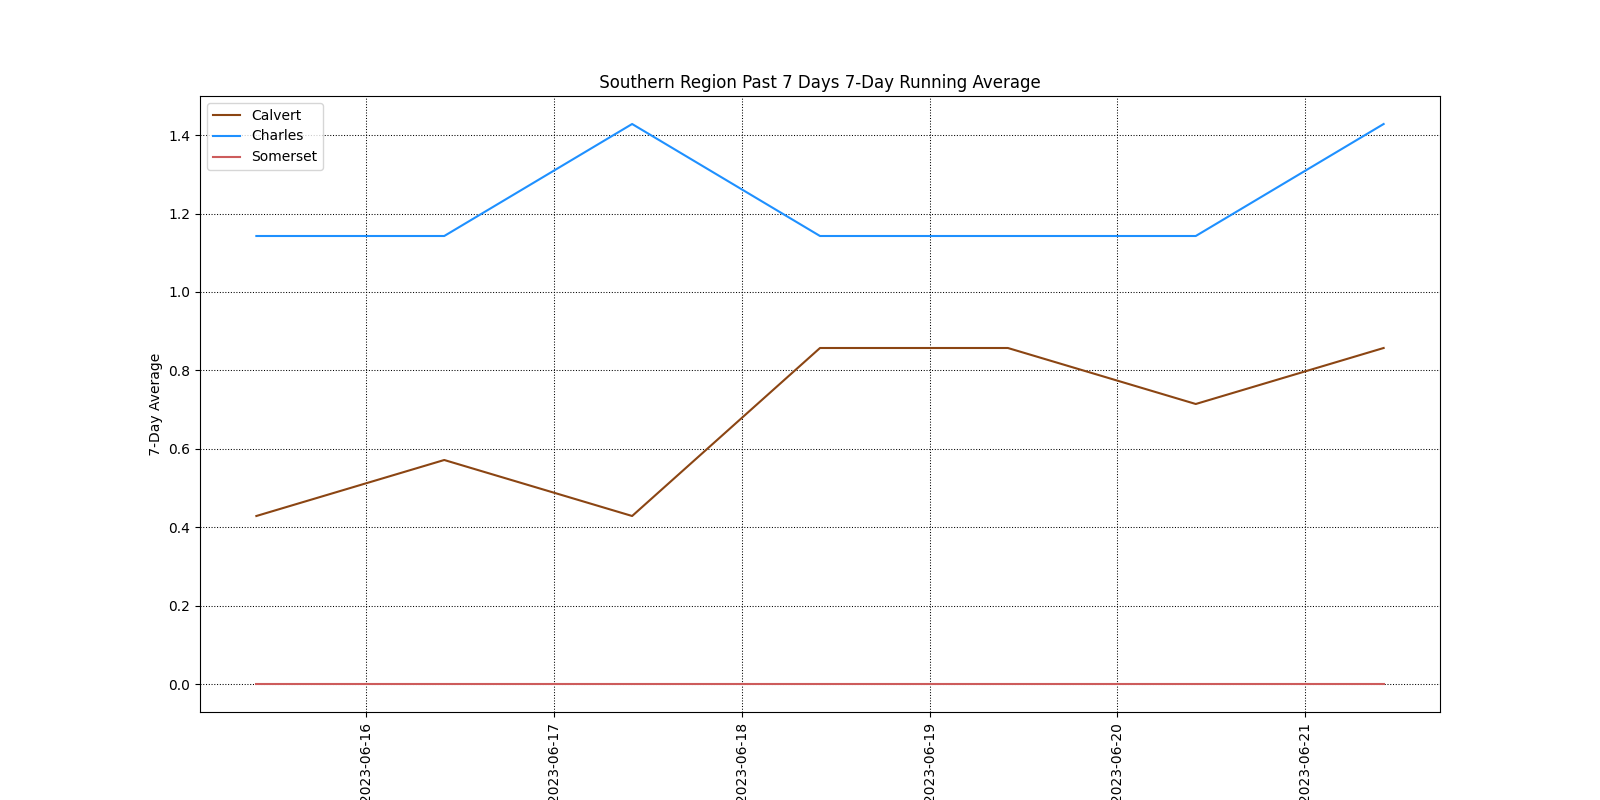 Southern Region Past 7 Days 7-Day Running Average
Calvert
Charles
Somerset
7-Day Average
1.4
1.2
1.0
0.8
0.6
0.4
0.2
0.0
2023-06-16
2023-06-17
2023-06-18
2023-06-19
2023-06-20
2023-06-21